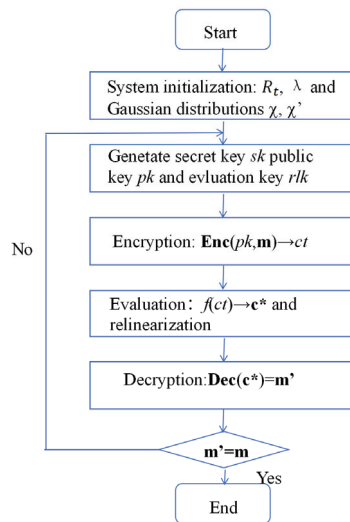 Start
System initialization: Rₜ, λ and
Gaussian distributions χ, χ’
Genetate secret key sk public
key pk and evluation key rlk
No
Encryption: Enc(pk,m)→ct
Evaluation: f(ct)→c* and
relinearization
Decryption:Dec(c*)=m’
m’=m
Yes
End